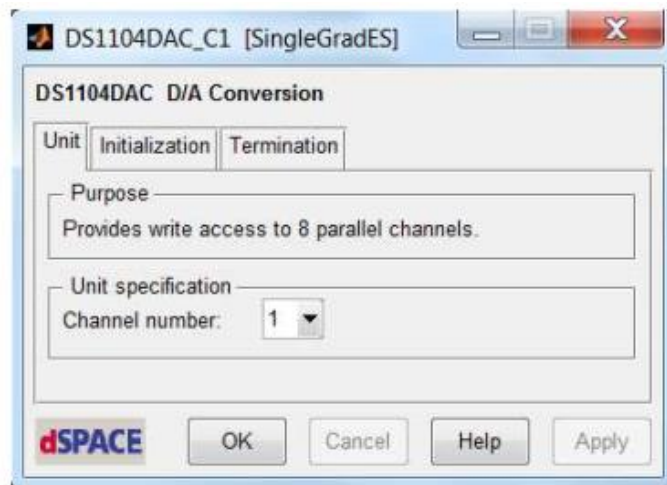 DS1104DAC_C1 [SingleGradES]
DS1104DAC D/A Conversion
Unit Initialization Termination
Purpose
Provides write access to 8 parallel channels.
Unit specification
Channel number: 1
dSPACE OK Cancel Help Apply